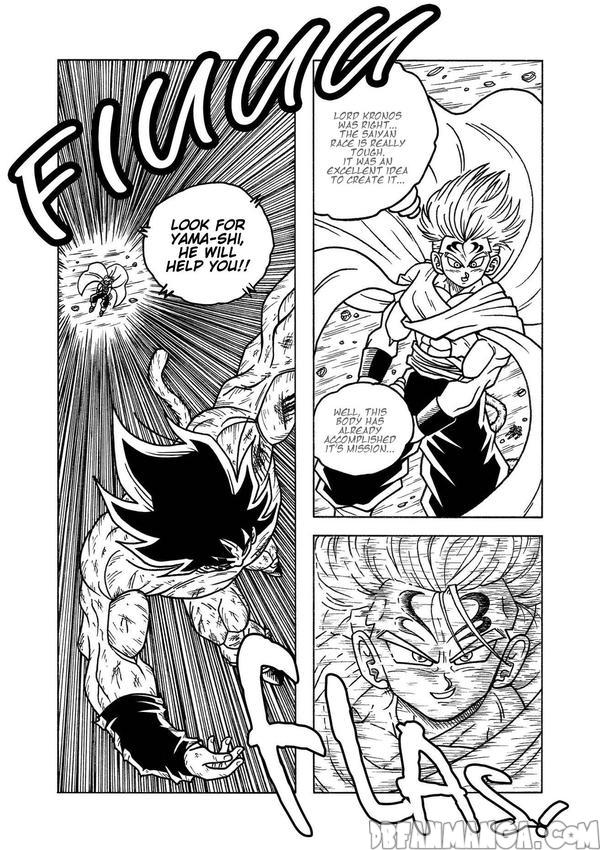 FIUUU
LOOK FOR
YAMA-SHI,
HE WILL
HELP YOU!!
LORD KRONOS
WAS RIGHT...
THE SAIYAN
RACE IS REALLY
TOUGH.
IT WAS AN
EXCELLENT IDEA
TO CREATE IT...
WELL, THIS
BODY HAS
ALREADY
ACCOMPLISHED
IT'S MISSION...
FLAS!
DBFANMANGA.COM